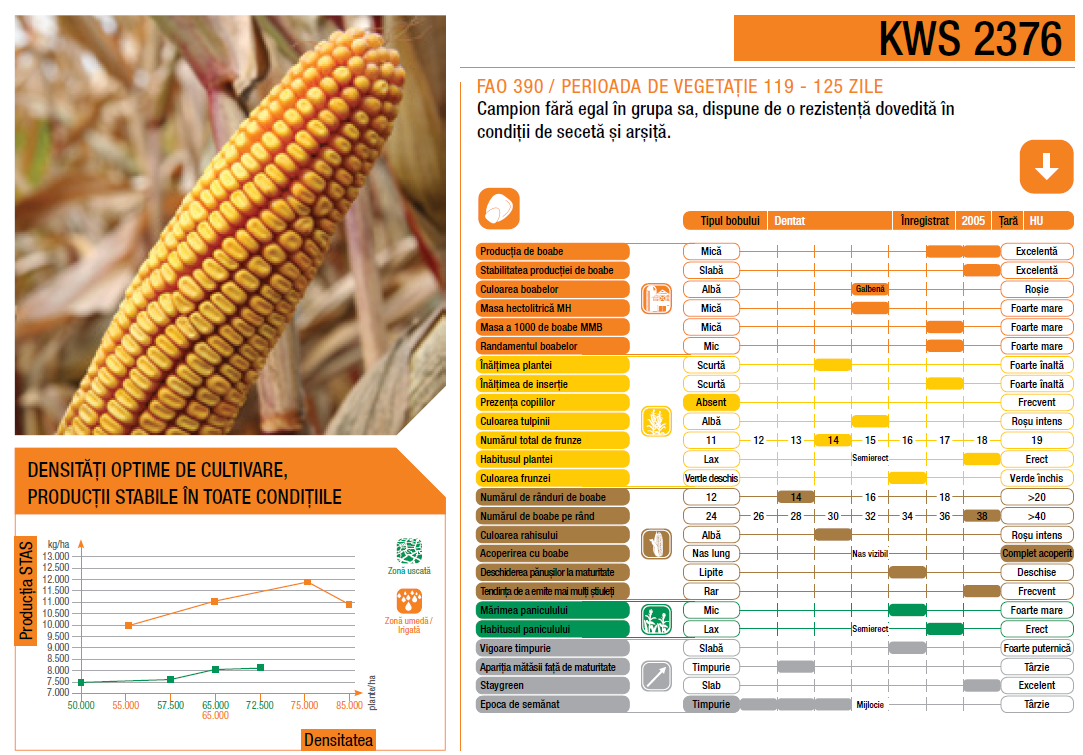 KWS 2376
FAO 390 / PERIOADA DE VEGETAȚIE 119 - 125 ZILE
Campion fără egal în grupa sa, dispune de o rezistență dovedită în
condiții de secetă și arșiță.
Tipul bobului Dentat Înregistrat 2005 Țară HU
Producția de boabe Mică Excelentă
Stabilitatea producției de boabe Slabă Excelentă
Culoarea boabelor Albă Galbenă Roșie
Masa hectolitrică MH Mică Foarte mare
Masa a 1000 de boabe MMB Mică Foarte mare
Randamentul boabelor Mic Foarte mare
Înălțimea plantei Scurtă Foarte înaltă
Înălțimea de inserție Scurtă Foarte înaltă
Prezența copililor Absent Frecvent
Culoarea tulpinii Albă Roșu intens
Numărul total de frunze 11 12 13 14 15 16 17 18 19
Habitusul plantei Lax Semierect Erect
Culoarea frunzei Verde deschis Verde închis
Numărul de rânduri de boabe 12 14 16 18 >20
Numărul de boabe pe rând 24 26 28 30 32 34 36 38 >40
Culoarea rahisului Albă Roșu intens
Acoperirea cu boabe Nas lung Nas vizibil Complet acoperit
Deschiderea pănușilor la maturitate Lipite Deschise
Tendința de a emite mai mulți știuleți Rar Frecvent
Mărimea paniculului Mic Foarte mare
Habitusul paniculului Lax Semierect Erect
Vigoare timpurie Slabă Foarte puternică
Apariția mătăsii față de maturitate Timpurie Târzie
Staygreen Slab Excelent
Epoca de semănat Timpurie Mijlocie Târzie
DENSITĂȚI OPTIME DE CULTIVARE,
PRODUCȚII STABILE ÎN TOATE CONDIȚIILE
Producția STAS
kg/ha
13.000
12.000
11.500
11.000
10.500
10.000
9.500
9.000
8.500
8.000
7.500
7.000
50.000 55.000 57.500 65.000 72.500 75.000 85.000
65.000
plante/ha
Zonă uscată
Zonă umedă /
Irigată
Densitatea